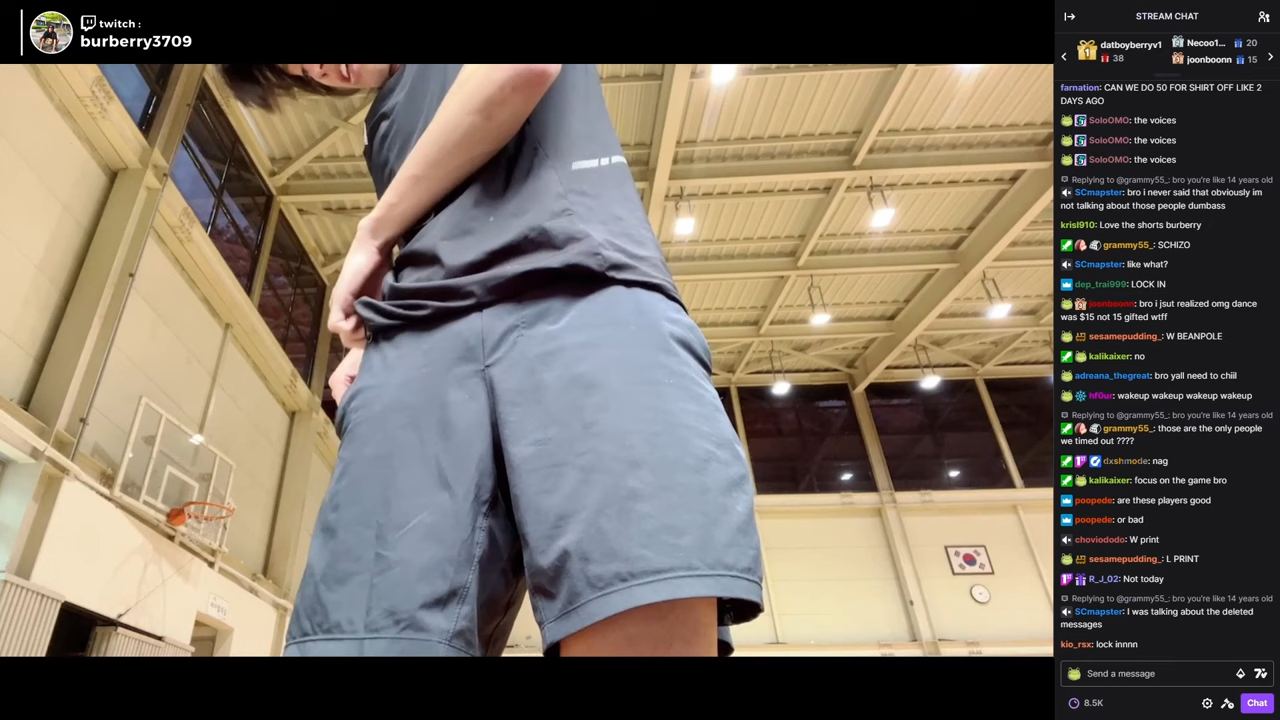 twitch :
burberry3709
STREAM CHAT
datboyberryv1
38
Necoo1... 20
joonboonn 15
farnation: CAN WE DO 50 FOR SHIRT OFF LIKE 2
DAYS AGO
SoloOMO: the voices
SoloOMO: the voices
SoloOMO: the voices
Replying to @grammy55_: bro you're like 14 years old
SCmapster: bro i never said that obviously im
not talking about those people dumbass
krisl910: Love the shorts burberry
grammy55_: SCHIZO
SCmapster: like what?
dep_trai999: LOCK IN
joonboonn: bro i jsut realized omg dance
was $15 not 15 gifted wtff
sesamepudding_: W BEANPOLE
kalikaixer: no
adreana_thegreat: bro yall need to chiil
hf0ur: wakeup wakeup wakeup wakeup
Replying to @grammy55_: bro you're like 14 years old
grammy55_: those are the only people
we timed out ????
dxshmode: nag
kalikaixer: focus on the game bro
poopede: are these players good
poopede: or bad
choviododo: W print
sesamepudding_: L PRINT
R_J_02: Not today
Replying to @grammy55_: bro you're like 14 years old
SCmapster: I was talking about the deleted
messages
kio_rsx: lock innnn
Send a message
8.5K
Chat